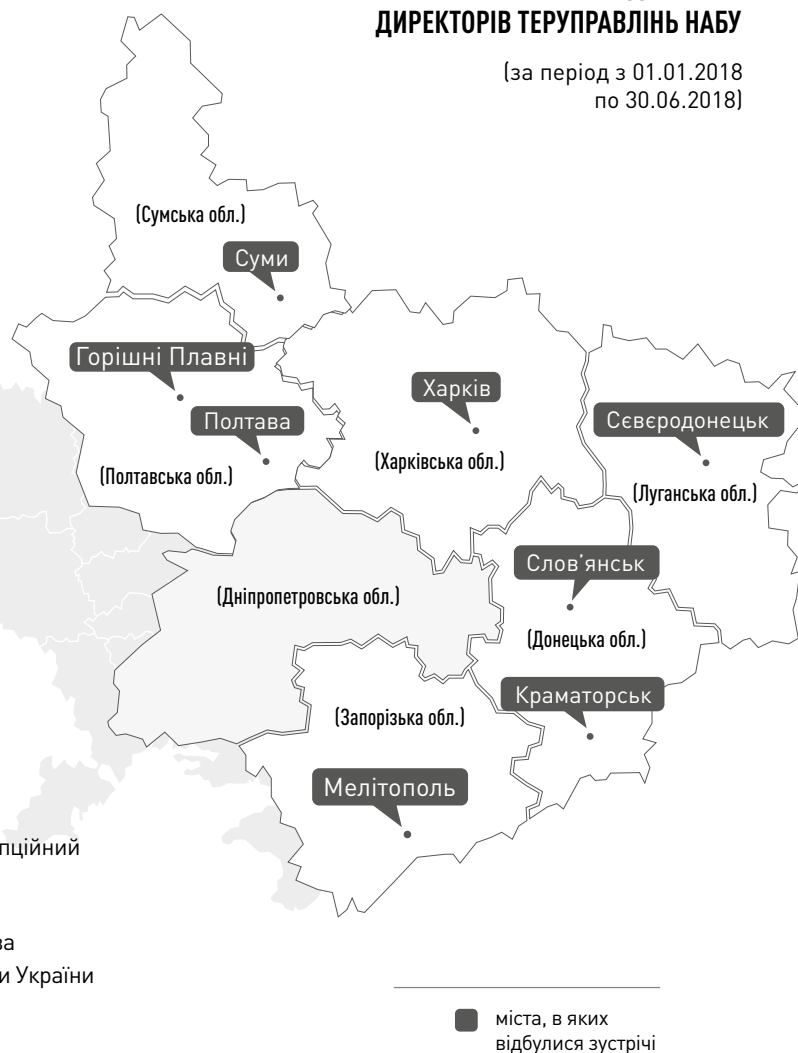 ДИРЕКТОРІВ ТЕРУПРАВЛІНЬ НАБУ
(за період з 01.01.2018
по 30.06.2018)
(Сумська обл.)
Суми
Горішні Плавні
Полтава
(Полтавська обл.)
Харків
(Харківська обл.)
Сєвєродонецьк
(Луганська обл.)
Слов'янськ
(Донецька обл.)
(Дніпропетровська обл.)
Краматорськ
(Запорізька обл.)
Мелітополь
пційний
за
и України
міста, в яких
відбулися зустрічі